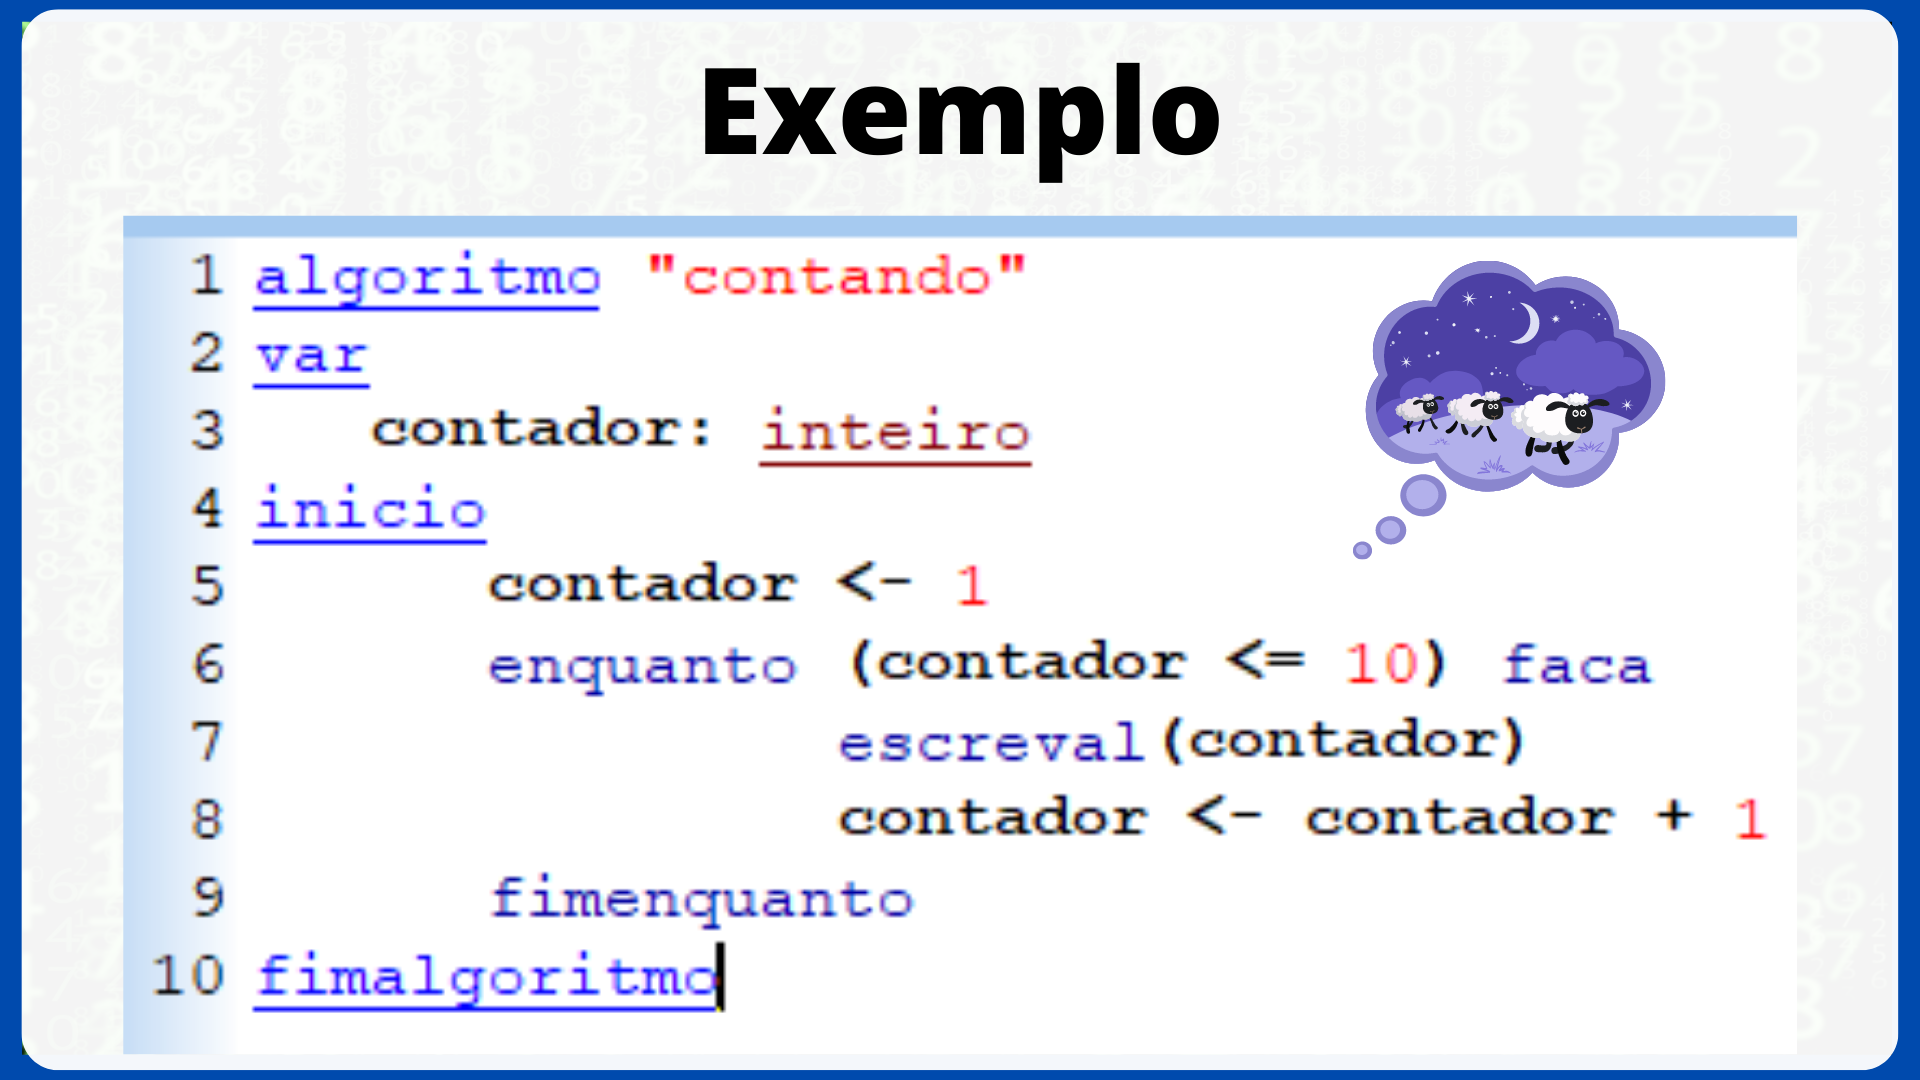 Exemplo
1 algoritmo "contando"
2 var
3 contador: inteiro
4 inicio
5 contador <- 1
6 enquanto (contador <= 10) faca
7 escreval(contador)
8 contador <- contador + 1
9 fimenquanto
10 fimalgoritmo